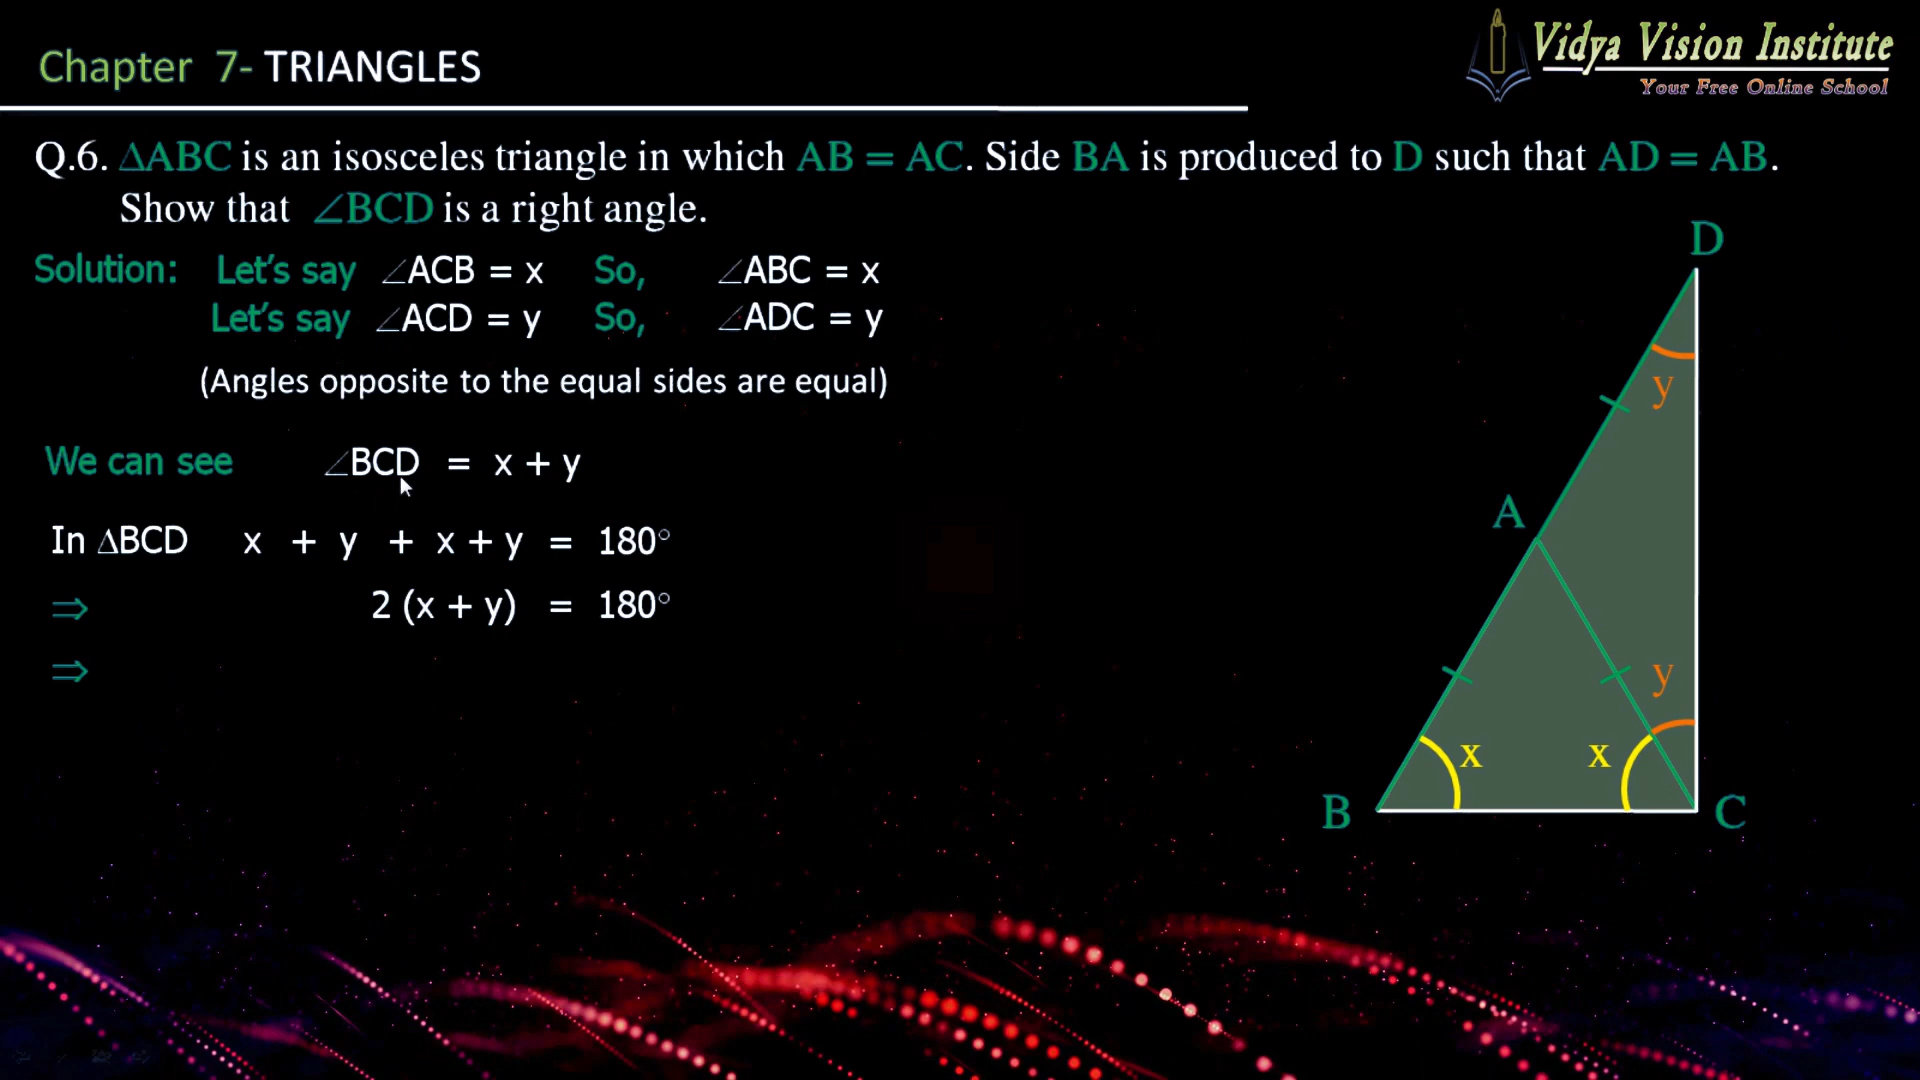 Chapter 7- TRIANGLES
Vidya Vision Institute
Your Free Online School
Q.6. ΔABC is an isosceles triangle in which AB = AC. Side BA is produced to D such that AD = AB.
Show that ∠BCD is a right angle.
Solution: Let's say ∠ACB = x So, ∠ABC = x
Let's say ∠ACD = y So, ∠ADC = y
(Angles opposite to the equal sides are equal)
We can see ∠BCD = x + y
In ΔBCD x + y + x + y = 180°
⇒ 2 (x + y) = 180°
⇒
D
y
A
y
x x
B C